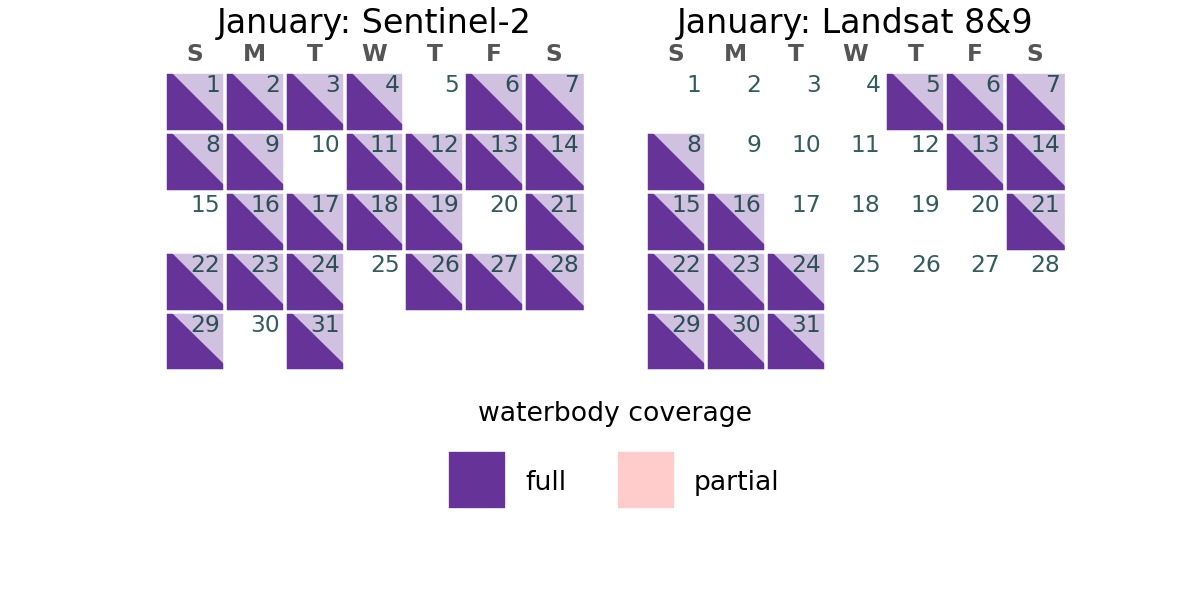 January: Sentinel-2
S M T W T F S
1 2 3 4 5 6 7
8 9 10 11 12 13 14
15 16 17 18 19 20 21
22 23 24 25 26 27 28
29 30 31
January: Landsat 8&9
S M T W T F S
1 2 3 4 5 6 7
8 9 10 11 12 13 14
15 16 17 18 19 20 21
22 23 24 25 26 27 28
29 30 31
waterbody coverage
full partial